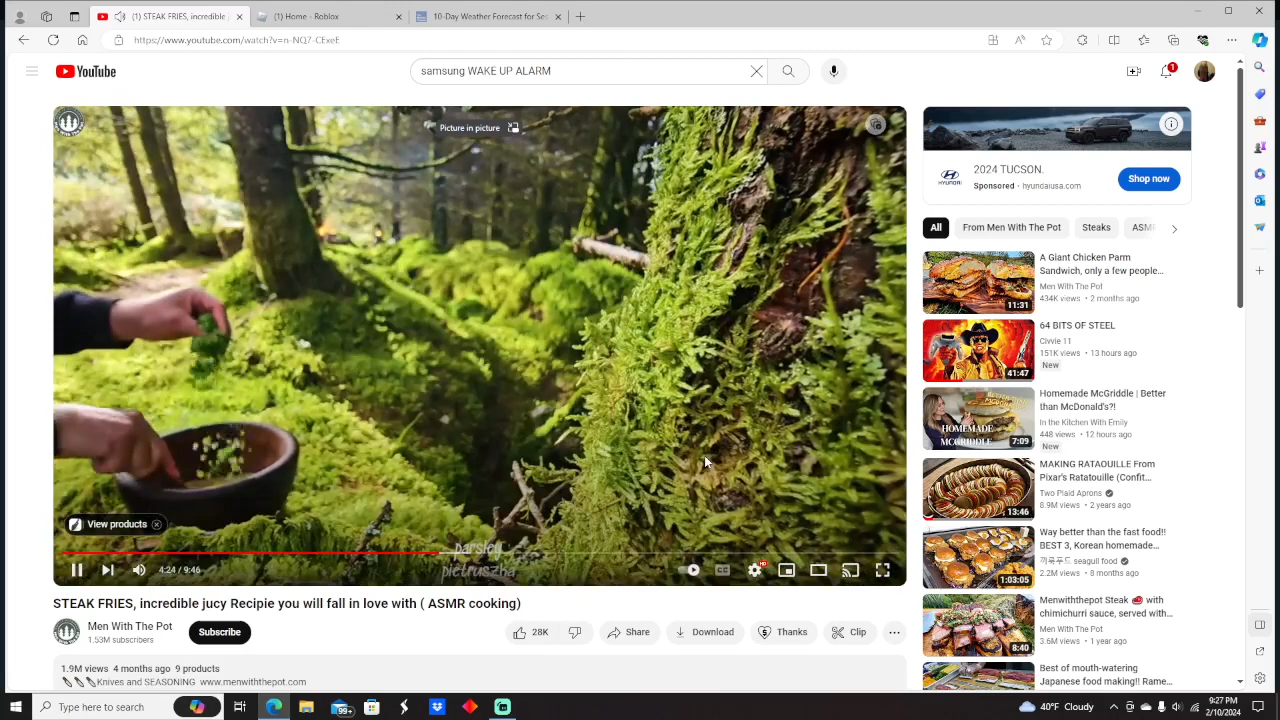 (1) STEAK FRIES, incredible j
(1) Home - Roblox
10-Day Weather Forecast for Se
https://www.youtube.com/watch?v=n-NQ7-CExeE
YouTube
samsung WAKE UP ALARM
1
Picture in picture
View products
parsley
pietruszha
4:24 / 9:46
HD
STEAK FRIES, incredible jucy Recipie you will fall in love with ( ASMR cooking)
Men With The Pot
1.53M subscribers
Subscribe
28K
Share
Download
Thanks
Clip
1.9M views 4 months ago 9 products
Knives and SEASONING www.menwiththepot.com
HYUNDAI
2024 TUCSON.
Sponsored · hyundaiusa.com
Shop now
All
From Men With The Pot
Steaks
ASMR
11:31
A Giant Chicken Parm
Sandwich, only a few people...
Men With The Pot
434K views • 2 months ago
41:47
64 BITS OF STEEL
Civvie 11
151K views • 13 hours ago
New
HOMEMADE
MCGRIDDLE
7:09
Homemade McGriddle | Better
than McDonald's?!
In the Kitchen With Emily
448 views • 12 hours ago
New
13:46
MAKING RATAOUILLE From
Pixar's Ratatouille (Confit...
Two Plaid Aprons
8.9M views • 2 years ago
1:03:05
Way better than the fast food!!
BEST 3, Korean homemade...
seagull food
2.2M views • 8 months ago
8:40
Menwiththepot Steak 🥩 with
chimichurri sauce, served with...
Men With The Pot
3.6M views • 1 year ago
Best of mouth-watering
Japanese food making!! Rame...
Type here to search
99+
40°F Cloudy
9:27 PM
2/10/2024